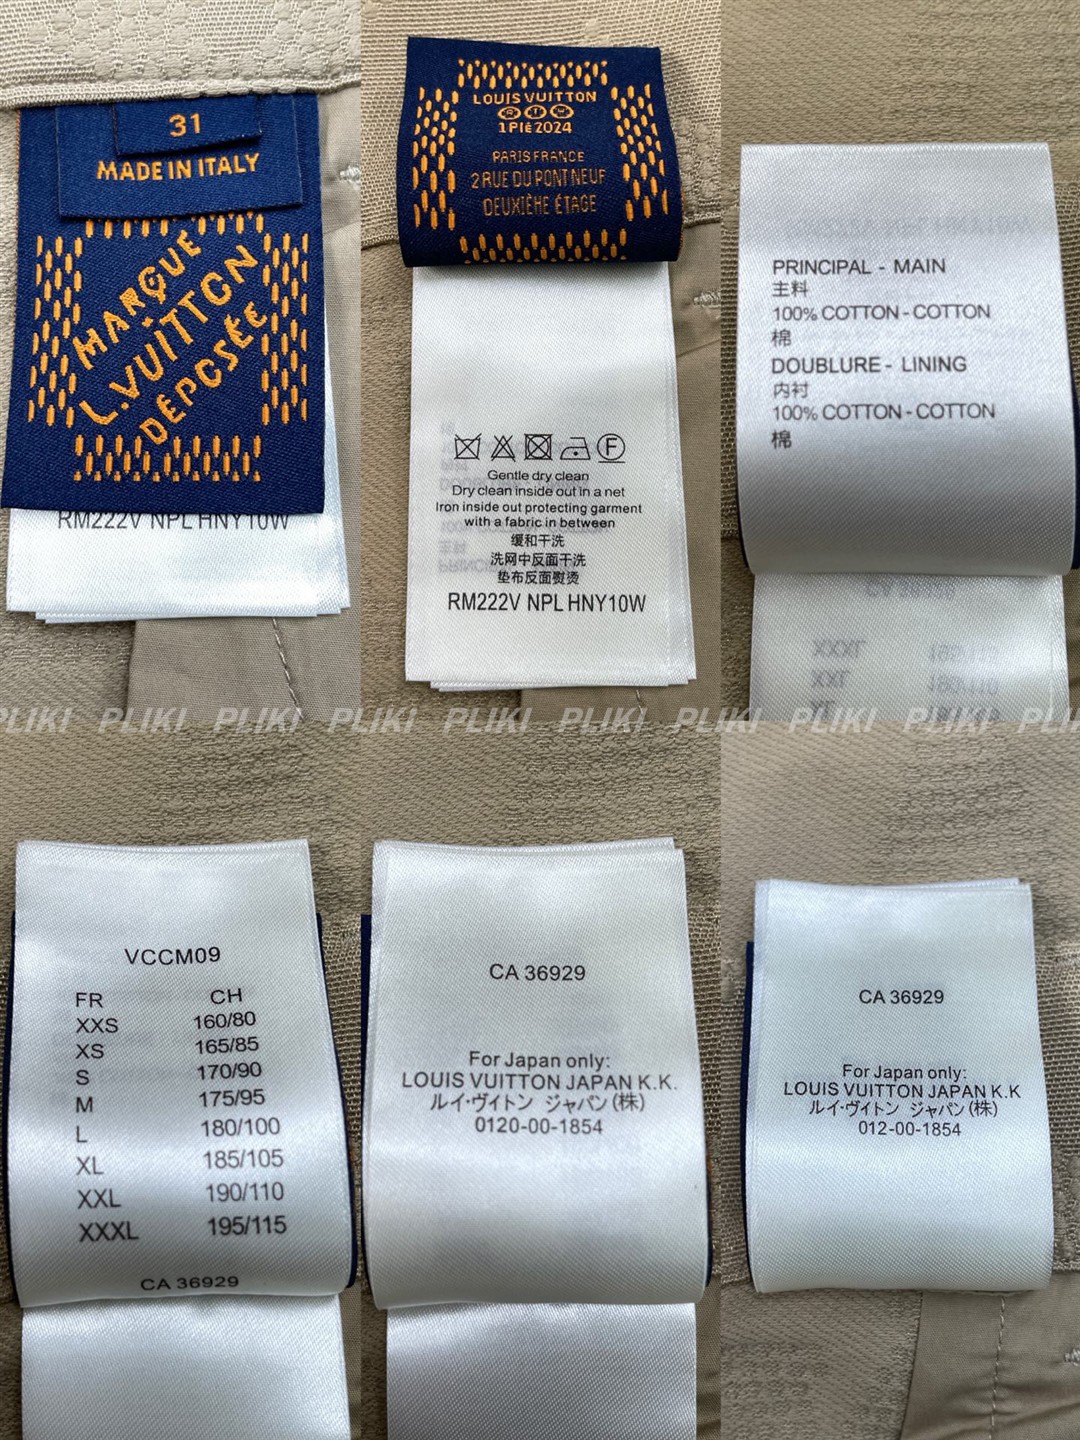 31
MADE IN ITALY
MARQUE
L.VUITTON
DÉPOSÉE
RM222V NPL HNY10W
LOUIS VUITTON
R T W
1 PIÉ 2024
PARIS FRANCE
2 RUE DU PONT NEUF
DEUXIÈHE ÉTAGE
F
Gentle dry clean
Dry clean inside out in a net
Iron inside out protecting garment
with a fabric in between
缓和干洗
洗网中反面干洗
垫布反面熨烫
RM222V NPL HNY10W
PRINCIPAL - MAIN
主料
100% COTTON - COTTON
棉
DOUBLURE - LINING
内衬
100% COTTON - COTTON
棉
XXXL
XXL 180/110
PLIKI PLIKI PLIKI PLIKI PLIKI PLIKI PLIKI PLIKI PLIKI
VCCM09
FR CH
XXS 160/80
XS 165/85
S 170/90
M 175/95
L 180/100
XL 185/105
XXL 190/110
XXXL 195/115
CA 36929
CA 36929
For Japan only:
LOUIS VUITTON JAPAN K.K.
ルイ・ヴィトン ジャパン(株)
0120-00-1854
CA 36929
For Japan only:
LOUIS VUITTON JAPAN K.K
ルイ・ヴィトン ジャパン(株)
012-00-1854